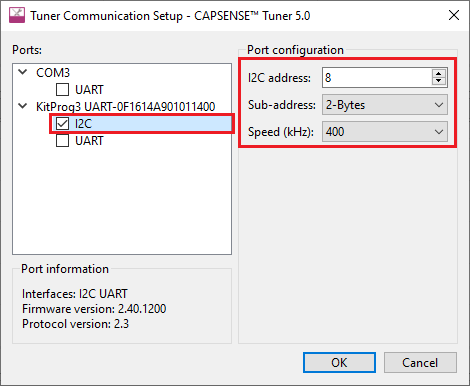 Tuner Communication Setup - CAPSENSE™ Tuner 5.0
Ports:
COM3
UART
KitProg3 UART-0F1614A901011400
I2C
UART
Port configuration
I2C address: 8
Sub-address: 2-Bytes
Speed (kHz): 400
Port information
Interfaces: I2C UART
Firmware version: 2.40.1200
Protocol version: 2.3
OK
Cancel